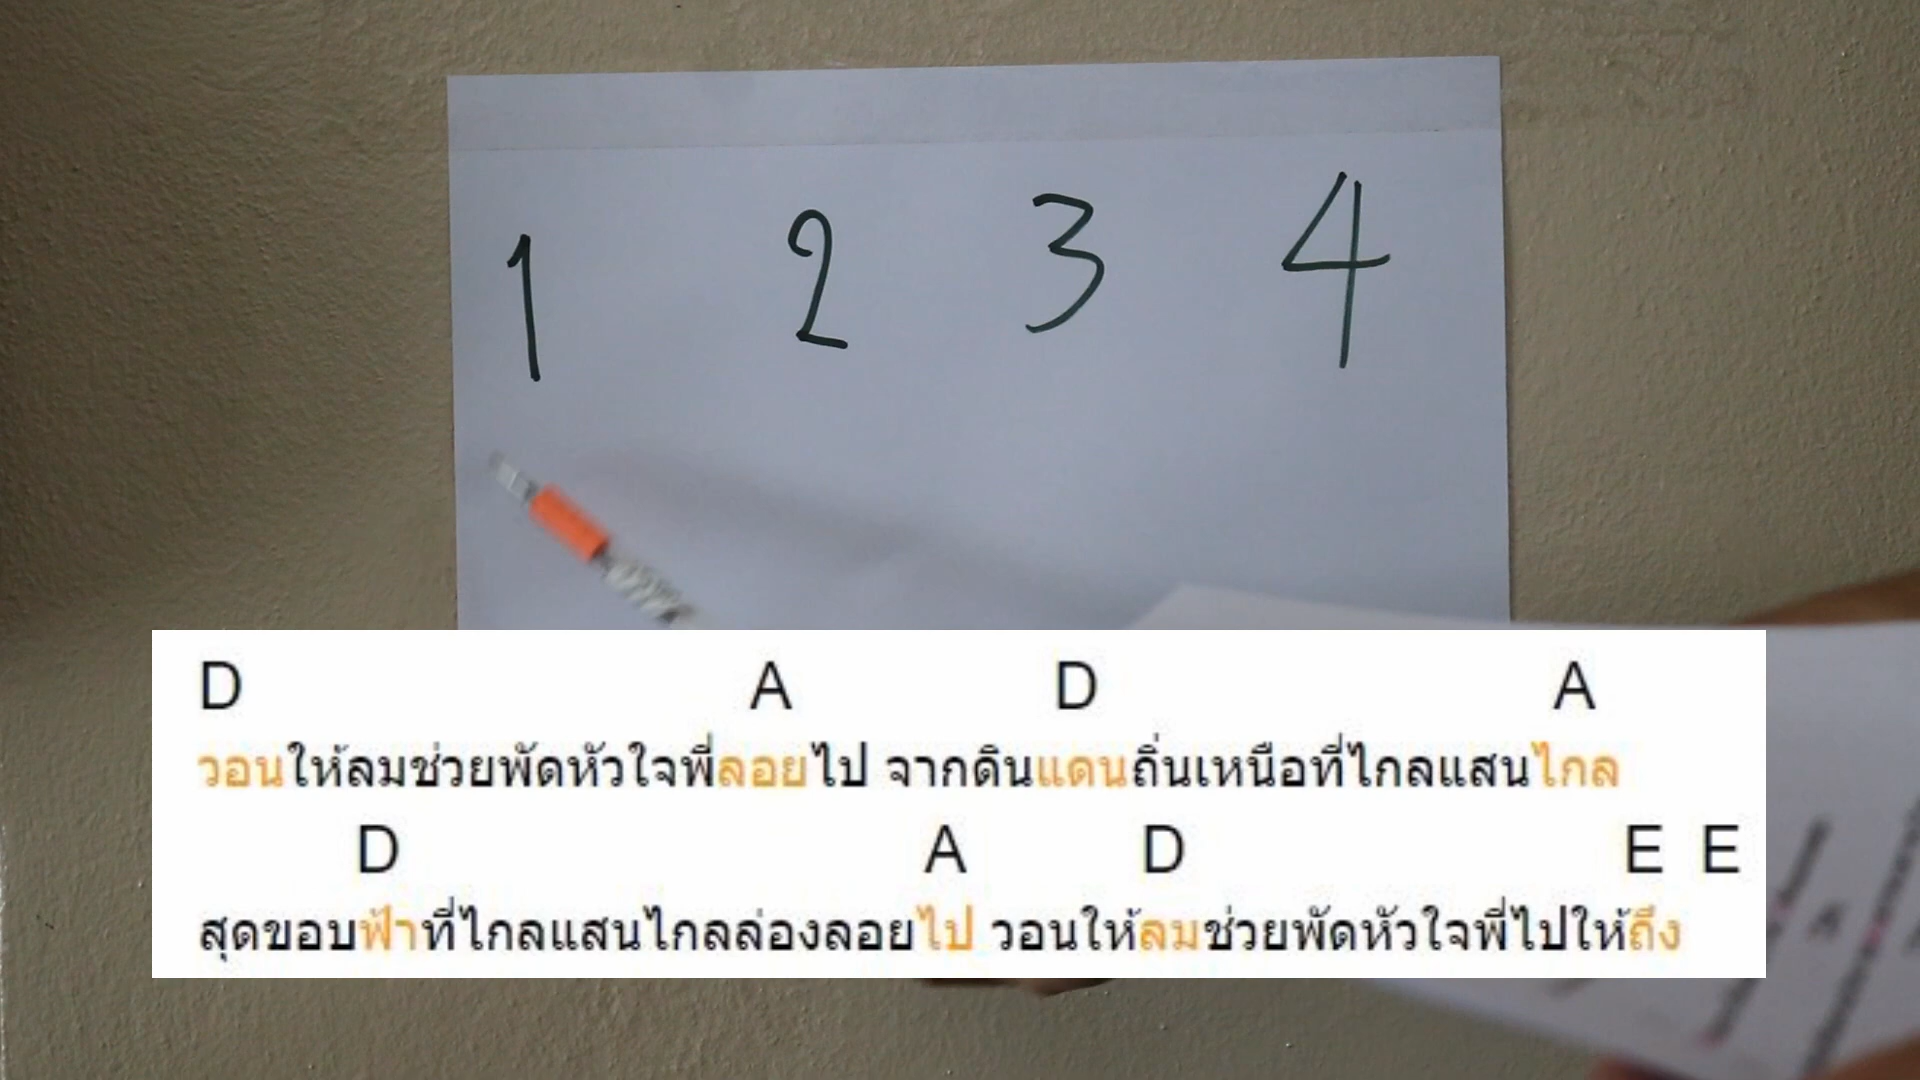 1 2 3 4
D A D A
วอนให้ลมช่วยพัดหัวใจพี่ลอยไป จากดินแดนถิ่นเหนือที่ไกลแสนไกล
D A D E E
สุดขอบฟ้าที่ไกลแสนไกลล่องลอยไป วอนให้ลมช่วยพัดหัวใจพี่ไปให้ถึง